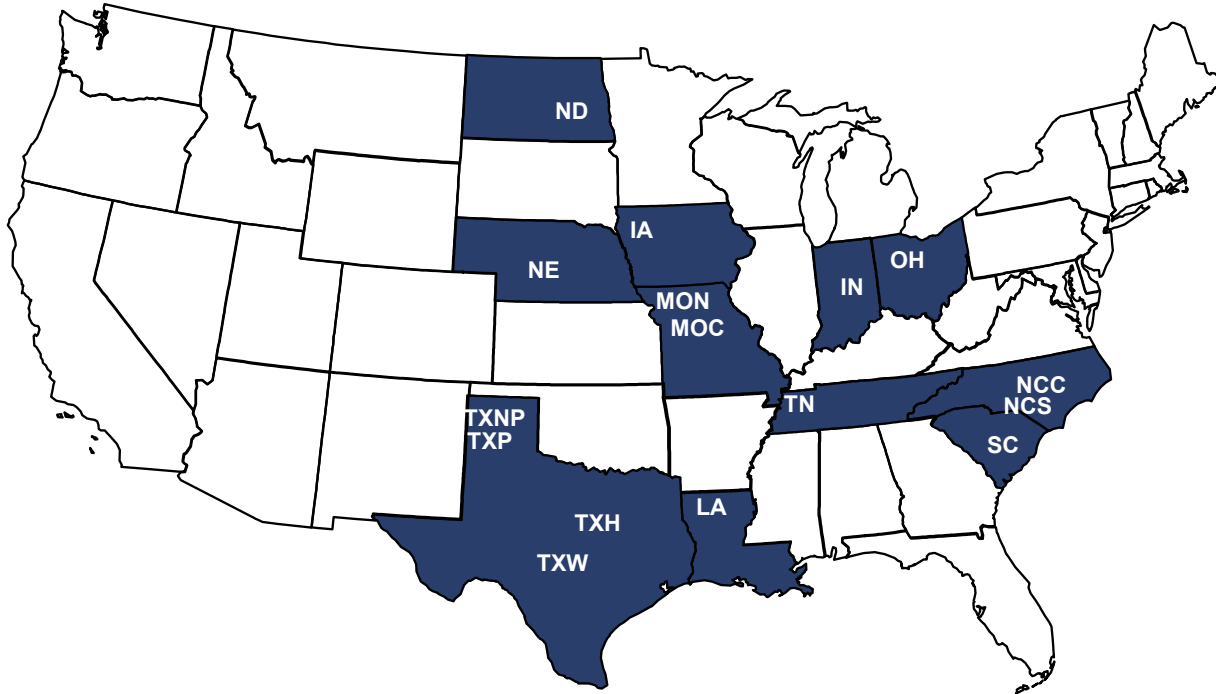 ND
IA
NE
OH
IN
MON
MOC
TN
NCC
NCS
TXNP
TXP
SC
LA
TXH
TXW